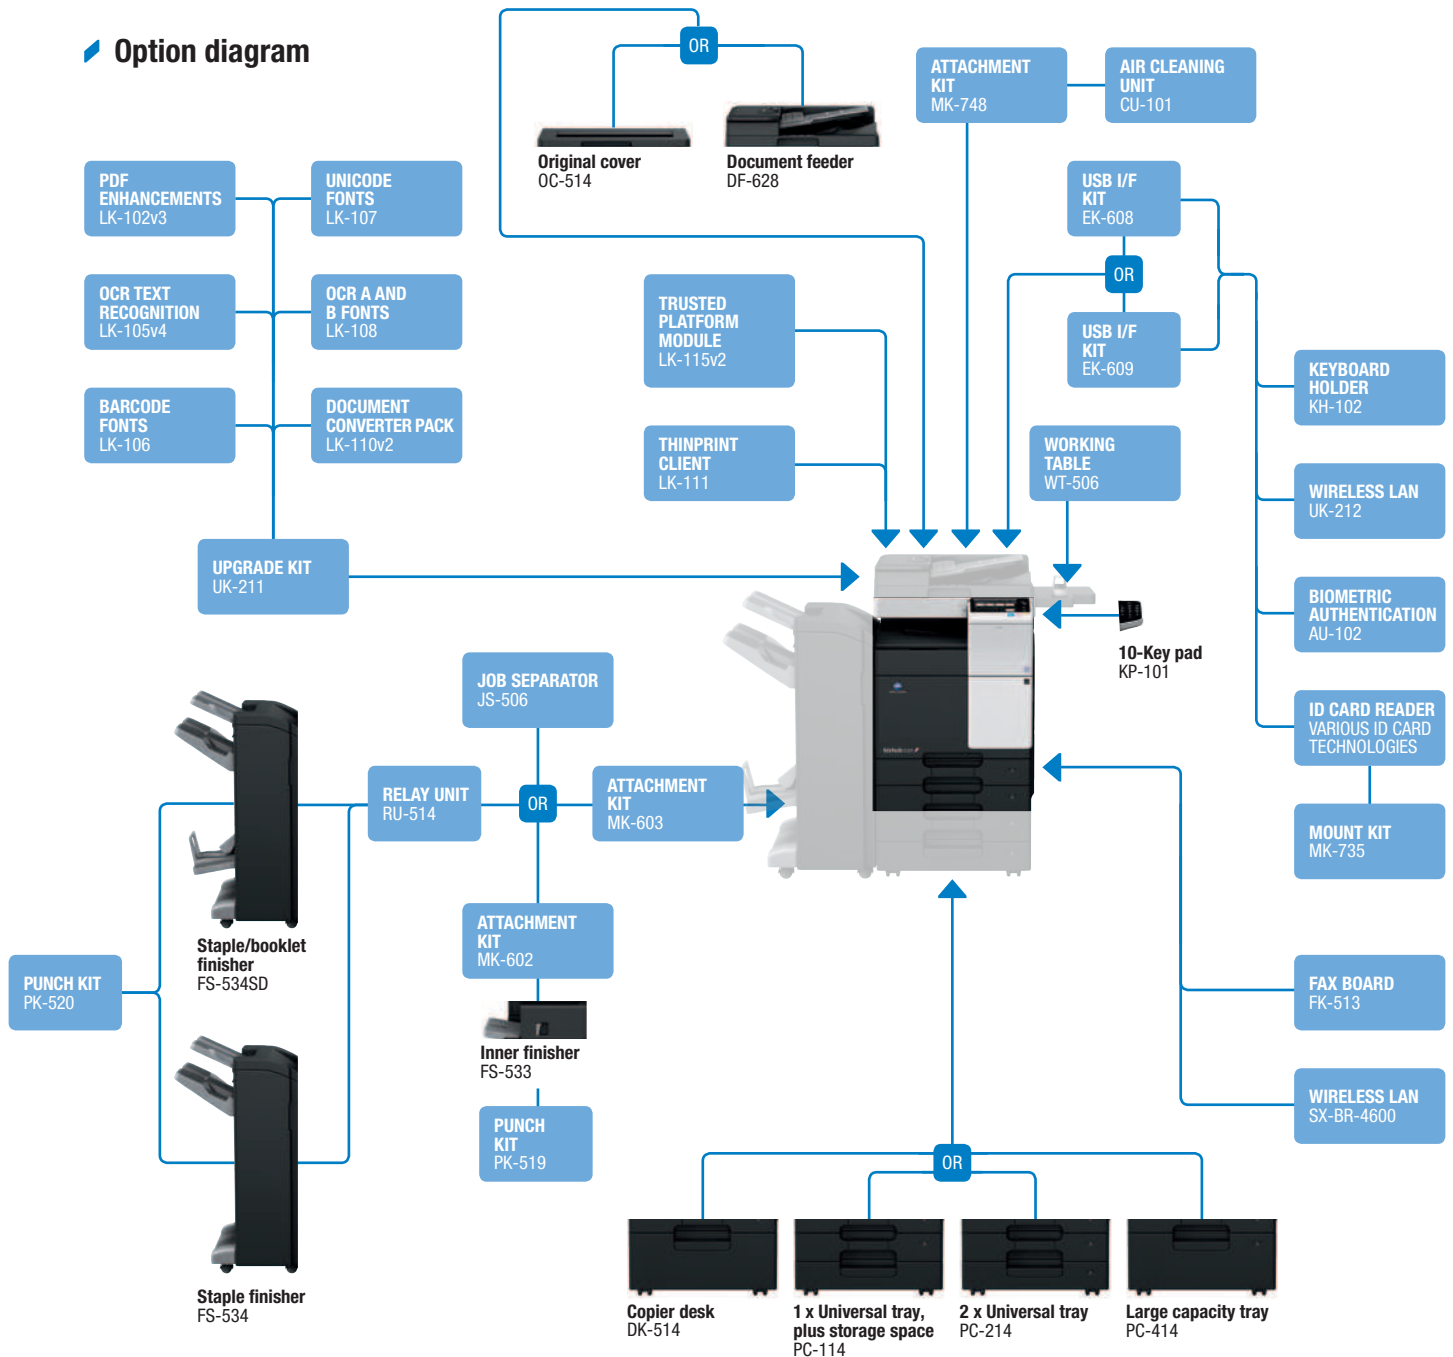 Option diagram
OR
ATTACHMENT
KIT
MK-748
AIR CLEANING
UNIT
CU-101
Original cover
OC-514
Document feeder
DF-628
PDF
ENHANCEMENTS
LK-102v3
UNICODE
FONTS
LK-107
USB I/F
KIT
EK-608
OCR TEXT
RECOGNITION
LK-105v4
OCR A AND
B FONTS
LK-108
TRUSTED
PLATFORM
MODULE
LK-115v2
OR
USB I/F
KIT
EK-609
KEYBOARD
HOLDER
KH-102
BARCODE
FONTS
LK-106
DOCUMENT
CONVERTER PACK
LK-110v2
THINPRINT
CLIENT
LK-111
WORKING
TABLE
WT-506
WIRELESS LAN
UK-212
UPGRADE KIT
UK-211
BIOMETRIC
AUTHENTICATION
AU-102
10-Key pad
KP-101
JOB SEPARATOR
JS-506
ID CARD READER
VARIOUS ID CARD
TECHNOLOGIES
RELAY UNIT
RU-514
OR
ATTACHMENT
KIT
MK-603
MOUNT KIT
MK-735
Staple/booklet
finisher
FS-534SD
ATTACHMENT
KIT
MK-602
PUNCH KIT
PK-520
FAX BOARD
FK-513
Inner finisher
FS-533
WIRELESS LAN
SX-BR-4600
PUNCH
KIT
PK-519
OR
Staple finisher
FS-534
Copier desk
DK-514
1 x Universal tray,
plus storage space
PC-114
2 x Universal tray
PC-214
Large capacity tray
PC-414